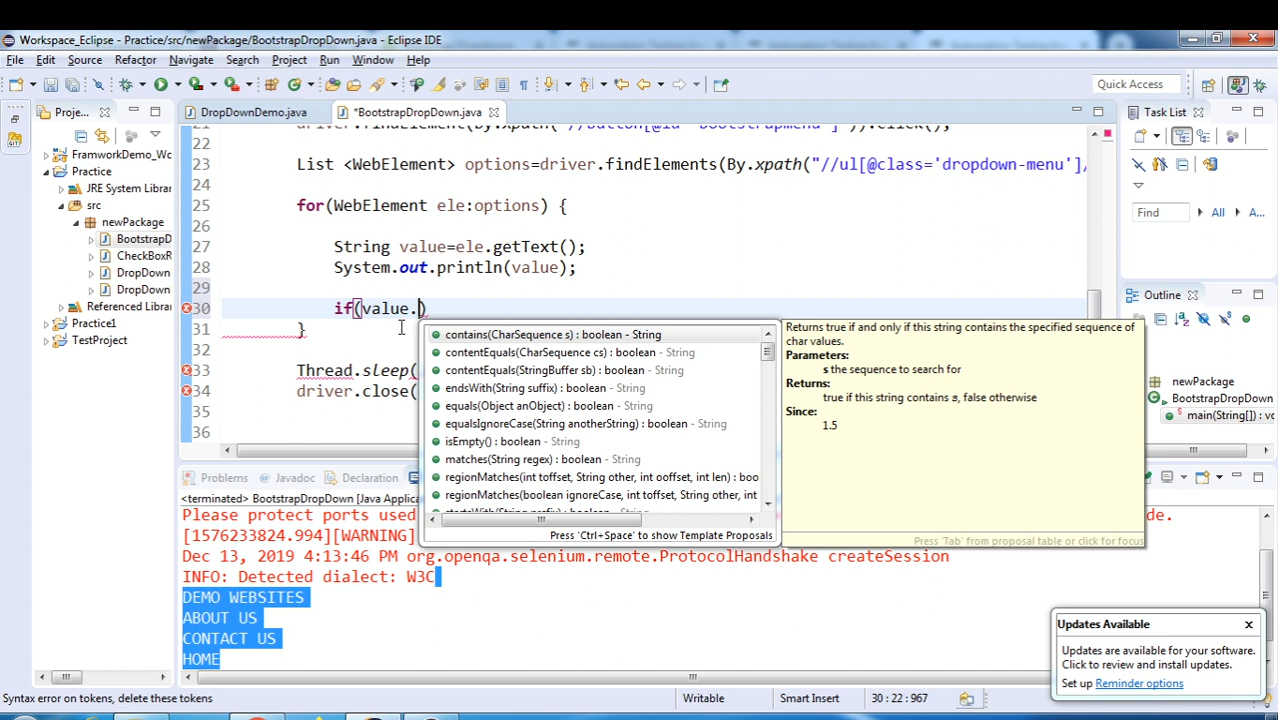 Workspace_Eclipse - Practice/src/newPackage/BootstrapDropDown.java - Eclipse IDE
File Edit Source Refactor Navigate Search Project Run Window Help
Quick Access
Proje...
DropDownDemo.java
*BootstrapDropDown.java
Task List
FramworkDemo_Wo
Practice
JRE System Librar
src
newPackage
BootstrapD
CheckBoxR
DropDown
DropDown
Referenced Librar
Practice1
TestProject
22
23 List <WebElement> options=driver.findElements(By.xpath("//ul[@class='dropdown-menu']/
24
25 for(WebElement ele:options) {
26
27 String value=ele.getText();
28 System.out.println(value);
29
30 if(value.)
31 }
32
33 Thread.sleep(
34 driver.close(
35
36
contains(CharSequence s) : boolean - String
contentEquals(CharSequence cs) : boolean - String
contentEquals(StringBuffer sb) : boolean - String
endsWith(String suffix) : boolean - String
equals(Object anObject) : boolean - String
equalsIgnoreCase(String anotherString) : boolean - String
isEmpty() : boolean - String
matches(String regex) : boolean - String
regionMatches(int toffset, String other, int ooffset, int len) : boo
regionMatches(boolean ignoreCase, int toffset, String other, int
Press 'Ctrl+Space' to show Template Proposals
Returns true if and only if this string contains the specified sequence of
char values.
Parameters:
s the sequence to search for
Returns:
true if this string contains s, false otherwise
Since:
1.5
Press 'Tab' from proposal table or click for focus
Find All A...
Outline
newPackage
BootstrapDropDown
main(String[]) : vo
Problems Javadoc Declaration
<terminated> BootstrapDropDown [Java Applica
Please protect ports used
de.
[1576233824.994][WARNING]
Dec 13, 2019 4:13:46 PM org.openqa.selenium.remote.ProtocolHandshake createSession
INFO: Detected dialect: W3C
DEMO WEBSITES
ABOUT US
CONTACT US
HOME
Updates Available
Updates are available for your software.
Click to review and install updates.
Set up Reminder options
Syntax error on tokens, delete these tokens
Writable
Smart Insert
30 : 22 : 967